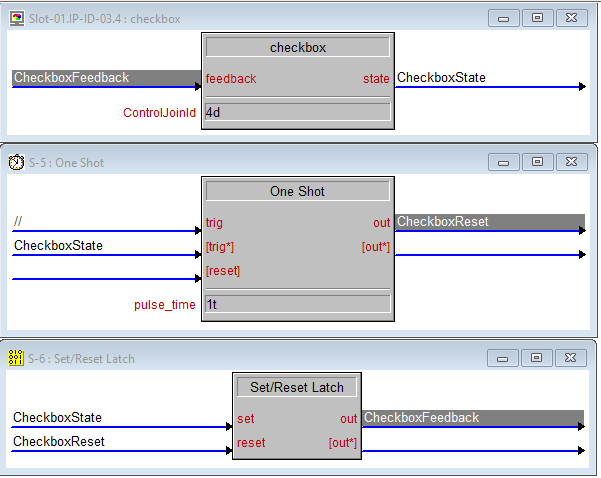 Slot-01.IP-ID-03.4 : checkbox
checkbox
CheckboxFeedback
feedback
state
CheckboxState
ControlJoinId
4d
S-5 : One Shot
One Shot
//
trig
out
CheckboxReset
CheckboxState
[trig*]
[out*]
[reset]
pulse_time
1t
S-6 : Set/Reset Latch
Set/Reset Latch
CheckboxState
set
out
CheckboxFeedback
CheckboxReset
reset
[out*]